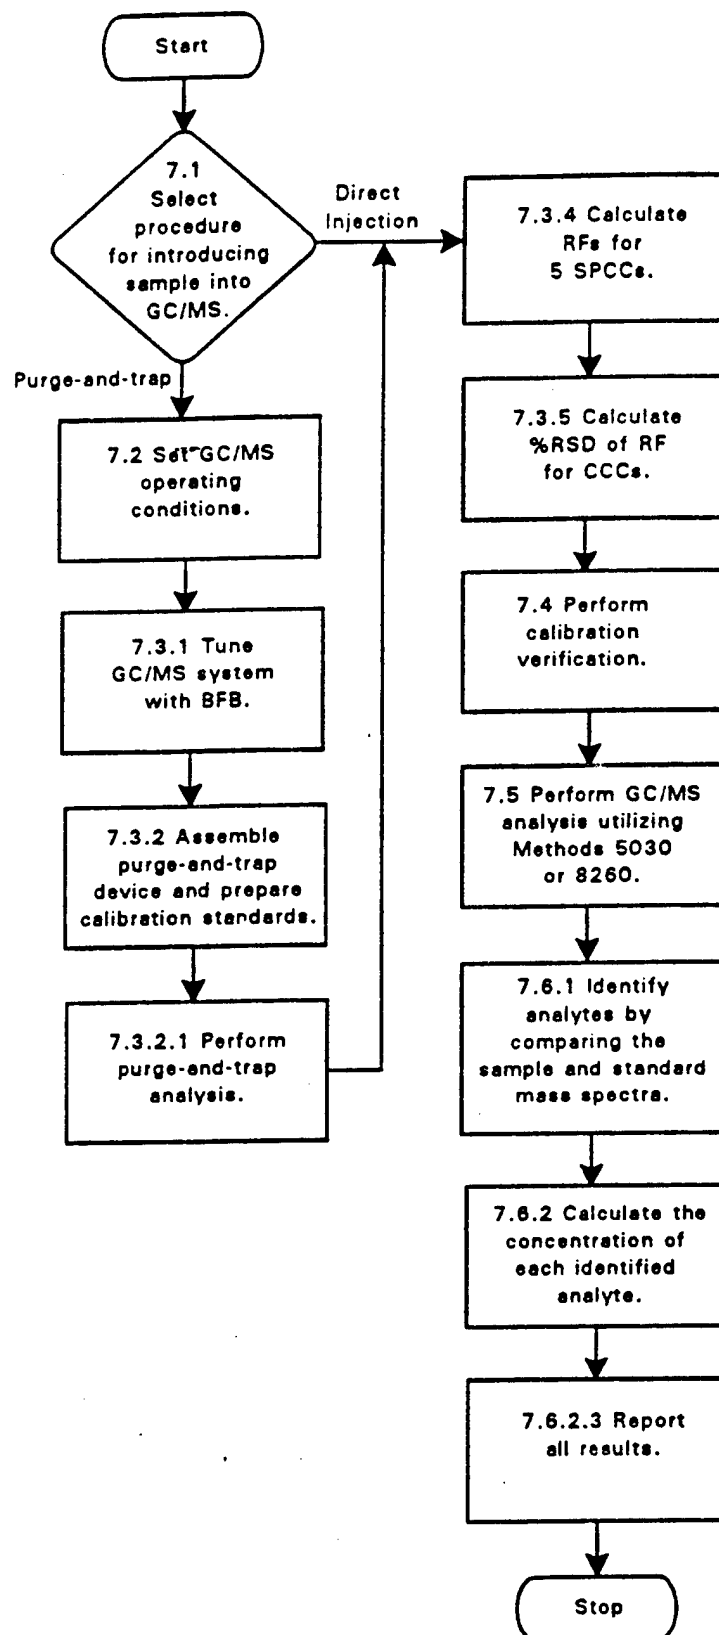 Start
7.1
Select
procedure
for introducing
sample into
GC/MS.
Direct
Injection
Purge-and-trap
7.2 Set GC/MS
operating
conditions.
7.3.1 Tune
GC/MS system
with BFB.
7.3.2 Assemble
purge-and-trap
device and prepare
calibration standards.
7.3.2.1 Perform
purge-and-trap
analysis.
7.3.4 Calculate
RFs for
5 SPCCs.
7.3.5 Calculate
%RSD of RF
for CCCs.
7.4 Perform
calibration
verification.
7.5 Perform GC/MS
analysis utilizing
Methods 5030
or 8260.
7.6.1 Identify
analytes by
comparing the
sample and standard
mass spectra.
7.6.2 Calculate the
concentration of
each identified
analyte.
7.6.2.3 Report
all results.
Stop